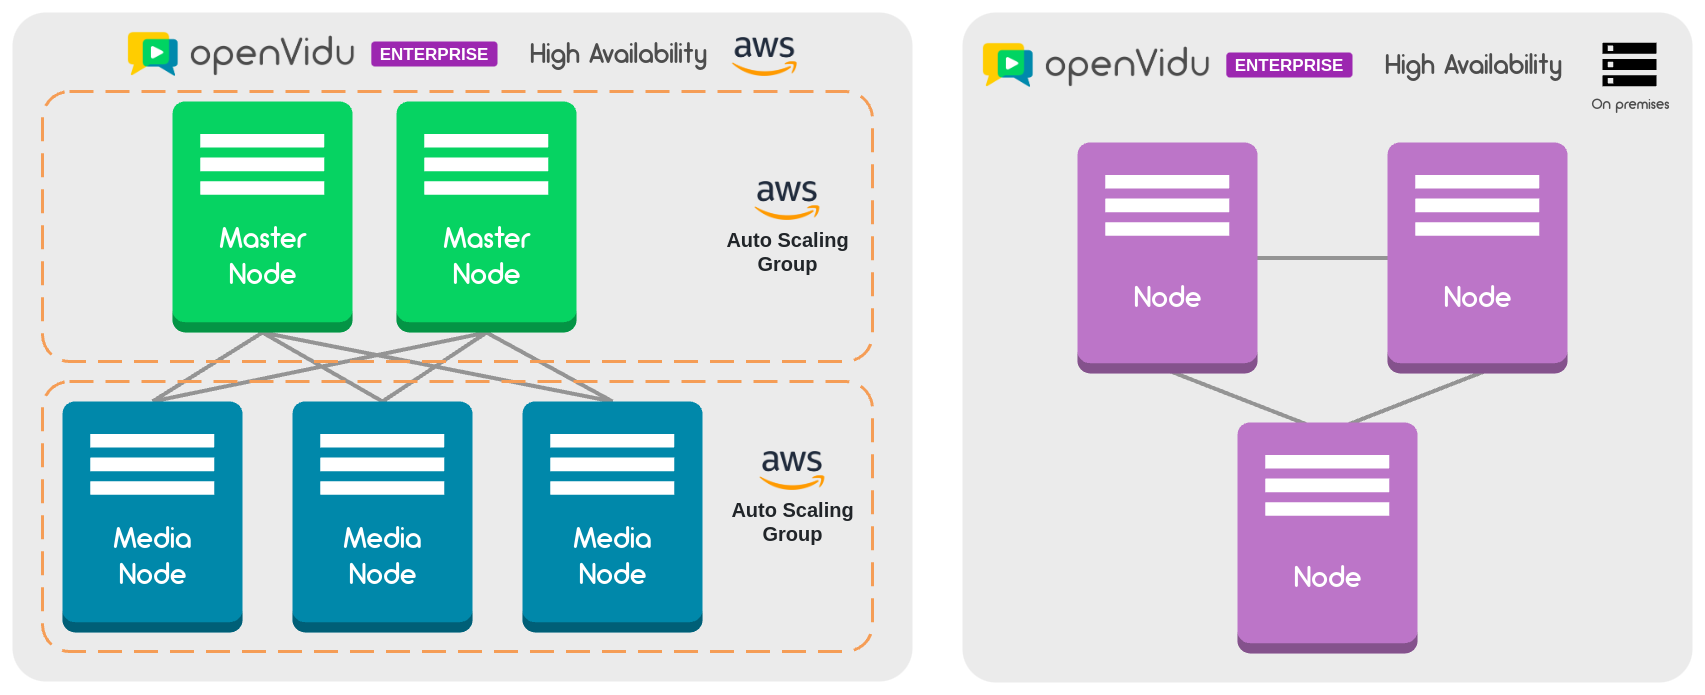 openVidu ENTERPRISE High Availability aws
Master
Node
Master
Node
aws
Auto Scaling
Group
Media
Node
Media
Node
Media
Node
aws
Auto Scaling
Group
openVidu ENTERPRISE High Availability
On premises
Node
Node
Node